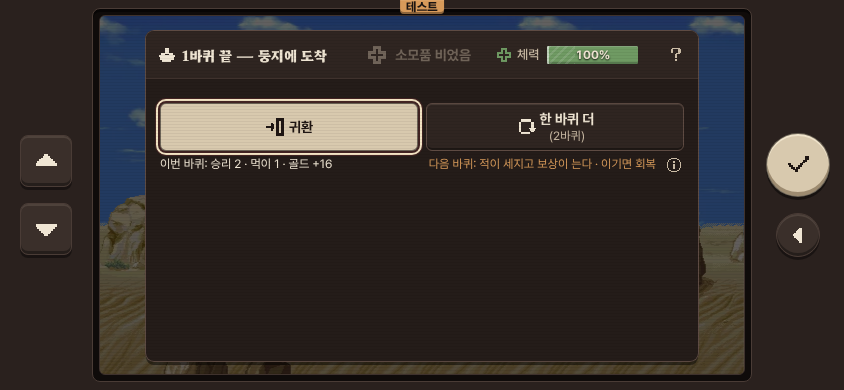 테스트
1바퀴 끝 — 둥지에 도착
소모품 비었음
체력
100%
?
귀환
한 바퀴 더
(2바퀴)
이번 바퀴: 승리 2 · 먹이 1 · 골드 +16
다음 바퀴: 적이 세지고 보상이 는다 · 이기면 회복